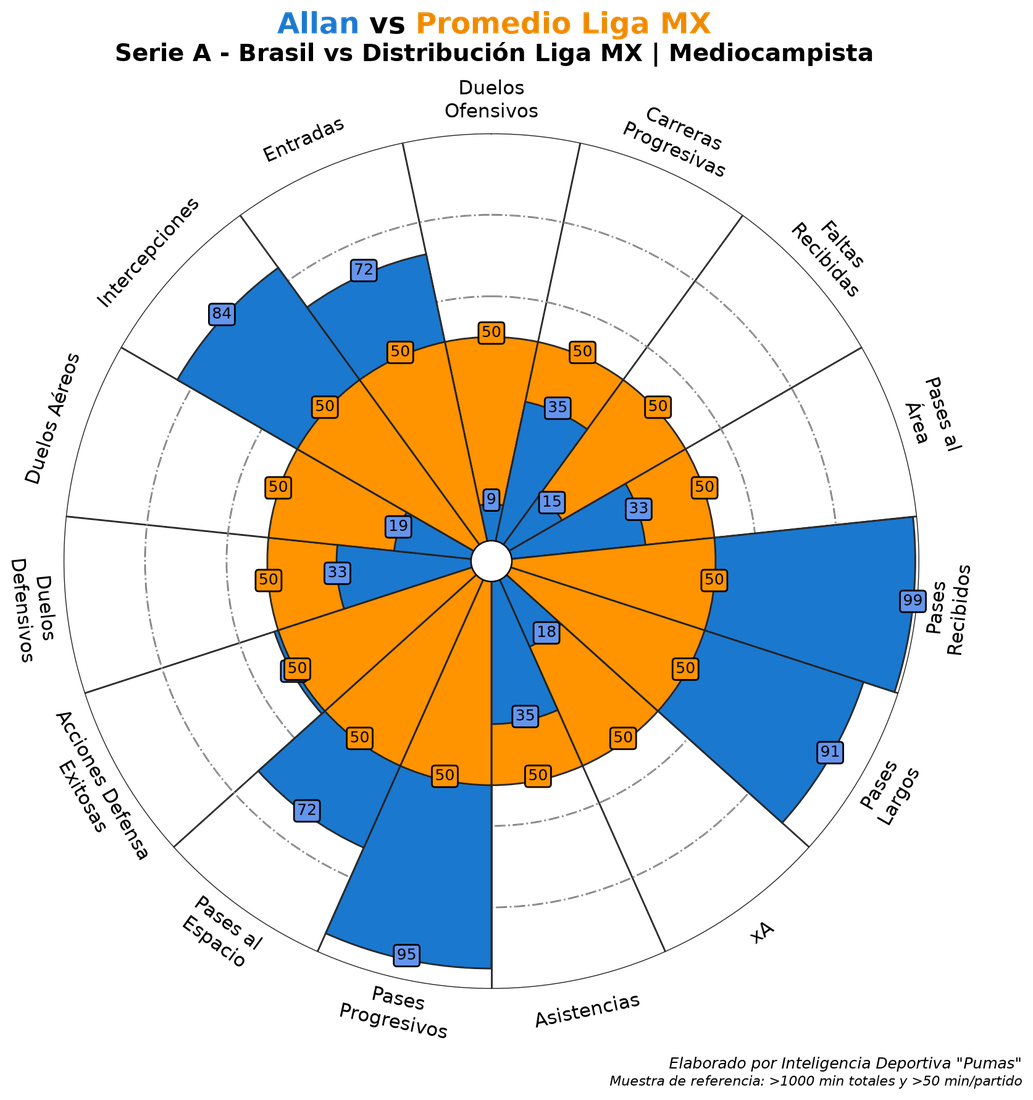 Allan vs Promedio Liga MX
Serie A - Brasil vs Distribución Liga MX | Mediocampista
Duelos
Ofensivos
Carreras
Progresivas
Faltas
Recibidas
Pases al
Área
Pases
Recibidos
Pases
Largos
xA
Asistencias
Pases
Progresivos
Pases al
Espacio
Acciones Defensa
Exitosas
Duelos
Defensivos
Duelos Aéreos
Intercepciones
Entradas
9
50
35
50
15
50
33
50
99
50
91
50
18
50
35
50
95
50
72
50
50
33
50
19
50
84
50
72
50
Elaborado por Inteligencia Deportiva "Pumas"
Muestra de referencia: >1000 min totales y >50 min/partido